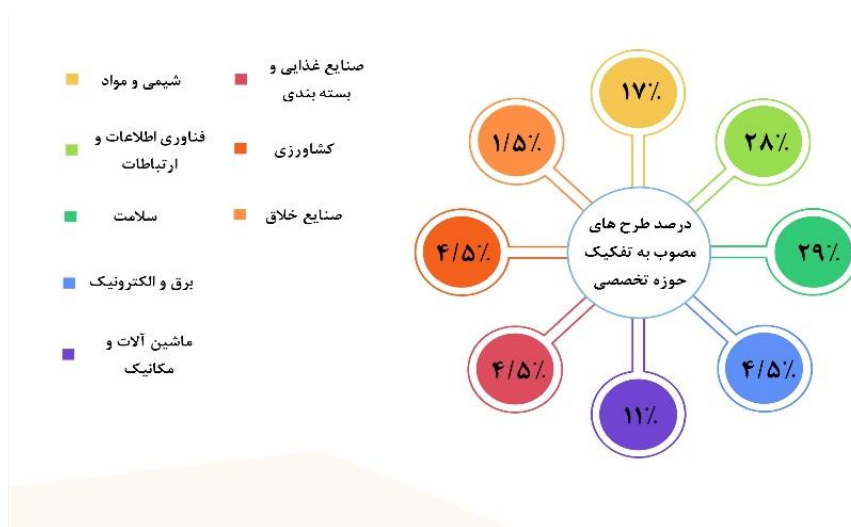 درصد طرح های
مصوب به تفکیک
حوزه تخصصی
۱۷٪
۲۸٪
۲۹٪
۴/۵٪
۱۱٪
۴/۵٪
۴/۵٪
۱/۵٪
صنایع غذایی و
بسته بندی
کشاورزی
صنایع خلاق
شیمی و مواد
فناوری اطلاعات و
ارتباطات
سلامت
برق و الکترونیک
ماشین آلات و
مکانیک